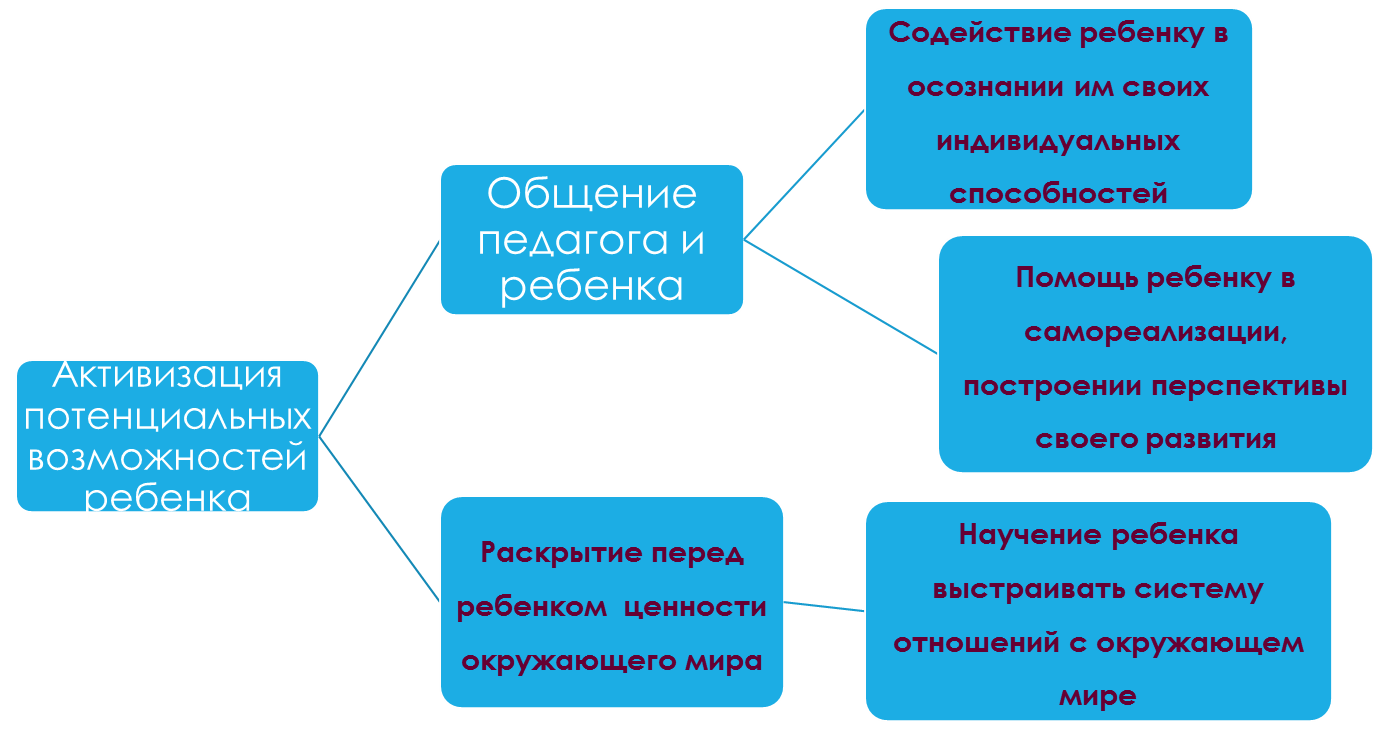 Активизация
потенциальных
возможностей
ребенка
Общение
педагога и
ребенка
Содействие ребенку в
осознании им своих
индивидуальных
способностей
Помощь ребенку в
самореализации,
построении перспективы
своего развития
Раскрытие перед
ребенком  ценности
окружающего мира
Научение ребенка
выстраивать систему
отношений с окружающем
мире